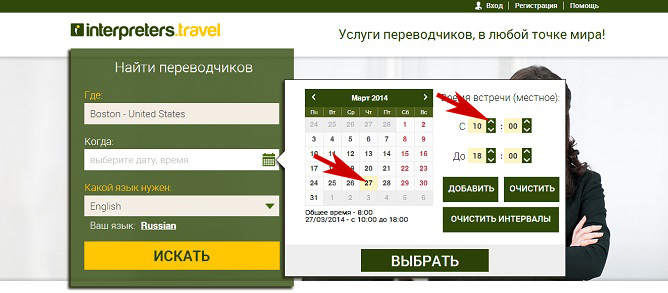 Вход | Регистрация | Помощь
interpreters.travel
Услуги переводчиков, в любой точке мира!
Найти переводчиков
Где:
Boston - United States
Когда:
выберите дату, время
Какой язык нужен:
English
Ваш язык: Russian
ИСКАТЬ
Март 2014
Пн Вт Ср Чт Пт Сб Вс
24 25 26 27 28 1 2
3 4 5 6 7 8 9
10 11 12 13 14 15 16
17 18 19 20 21 22 23
24 25 26 27 28 29 30
31 1 2 3 4 5 6
Общее время - 8:00
27/03/2014 - с 10:00 до 18:00
встречи (местное):
С 10 : 00
До 18 : 00
ДОБАВИТЬ ОЧИСТИТЬ
ОЧИСТИТЬ ИНТЕРВАЛЫ
ВЫБРАТЬ